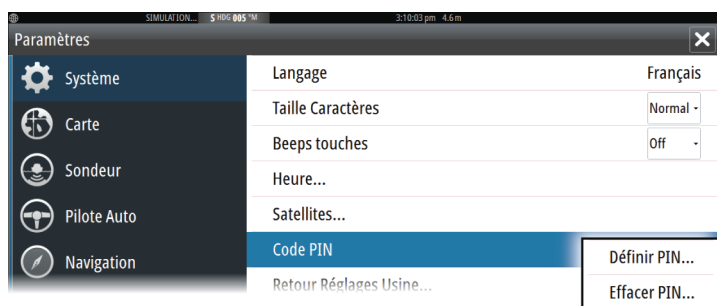 SIMULATION... S HDG 005 °M 3:10:03 pm 4.6 m
Paramètres
Système
Carte
Sondeur
Pilote Auto
Navigation
Langage Français
Taille Caractères Normal
Beeps touches Off
Heure...
Satellites...
Code PIN
Retour Réglages Usine...
Définir PIN...
Effacer PIN...